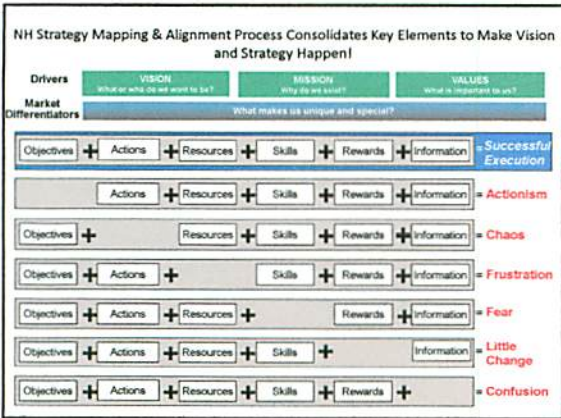 NH Strategy Mapping & Alignment Process Consolidates Key Elements to Make Vision
and Strategy Happen!
Drivers VISION MISSION VALUES
What or who do we want to be? Why do we exist? What is important to us?
Market
Differentiators What makes us unique and special?
Objectives + Actions + Resources + Skills + Rewards + Information = Successful
Execution
Actions + Resources + Skills + Rewards + Information = Actionism
Objectives + Resources + Skills + Rewards + Information = Chaos
Objectives + Actions + Skills + Rewards + Information = Frustration
Objectives + Actions + Resources + Rewards + Information = Fear
Objectives + Actions + Resources + Skills + Information = Little
Change
Objectives + Actions + Resources + Skills + Rewards + = Confusion